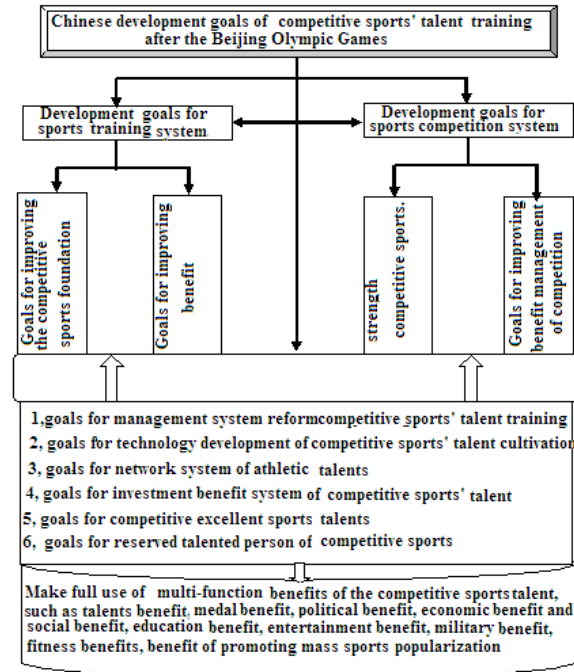 Chinese development goals of competitive sports' talent training
after the Beijing Olympic Games
Development goals for
sports training system
Development goals for
sports competition system
Goals for improving
the competitive
sports foundation
Goals for improving
benefit
strength
competitive sports.
Goals for improving
benefit management
of competition
1,goals for management system reformcompetitive sports' talent training
2, goals for technology development of competitive sports' talent cultivation
3, goals for network system of athletic talents
4, goals for investment benefit system of competitive sports' talent
5, goals for competitive excellent sports talents
6, goals for reserved talented person of competitive sports
Make full use of multi-function benefits of the competitive sports talent,
such as talents benefit, medal benefit, political benefit, economic benefit and
social benefit, education benefit, entertainment benefit, military benefit,
fitness benefits, benefit of promoting mass sports popularization